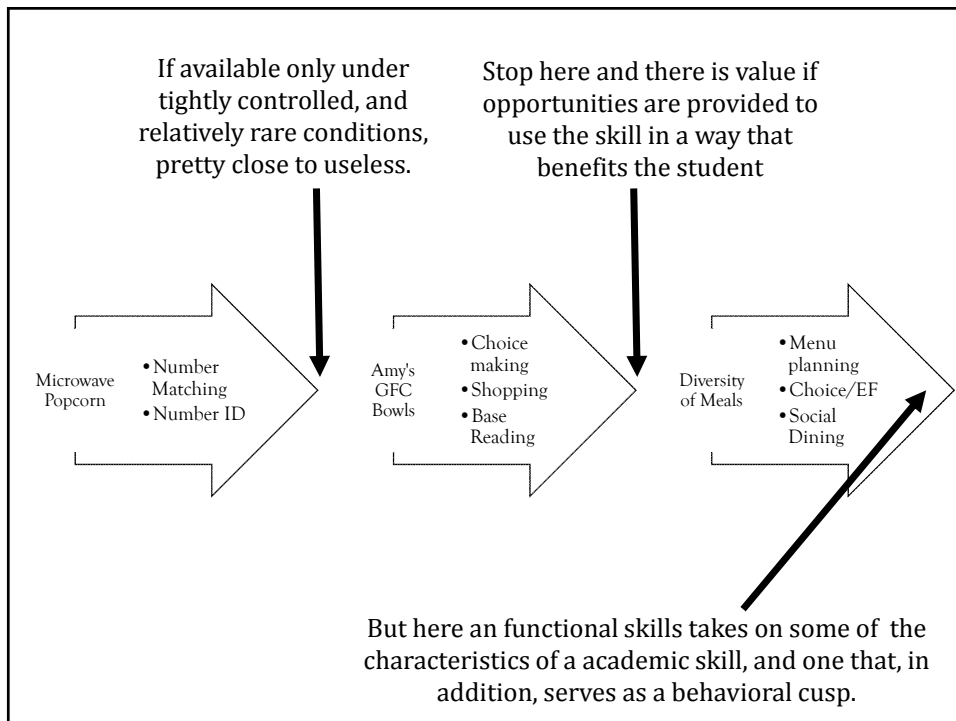 If available only under
tightly controlled, and
relatively rare conditions,
pretty close to useless.
Stop here and there is value if
opportunities are provided to
use the skill in a way that
benefits the student
Microwave
Popcorn
•Number
Matching
•Number ID
Amy's
GFC
Bowls
•Choice
making
•Shopping
•Base
Reading
Diversity
of Meals
•Menu
planning
•Choice/EF
•Social
Dining
But here an functional skills takes on some of the
characteristics of a academic skill, and one that, in
addition, serves as a behavioral cusp.